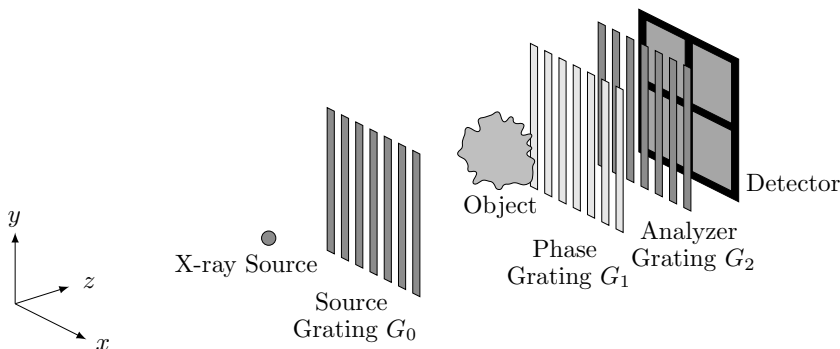 Detector
Object
Analyzer
Grating G₂
Phase
Grating G₁
X-ray Source
Source
Grating G₀
y
z
x